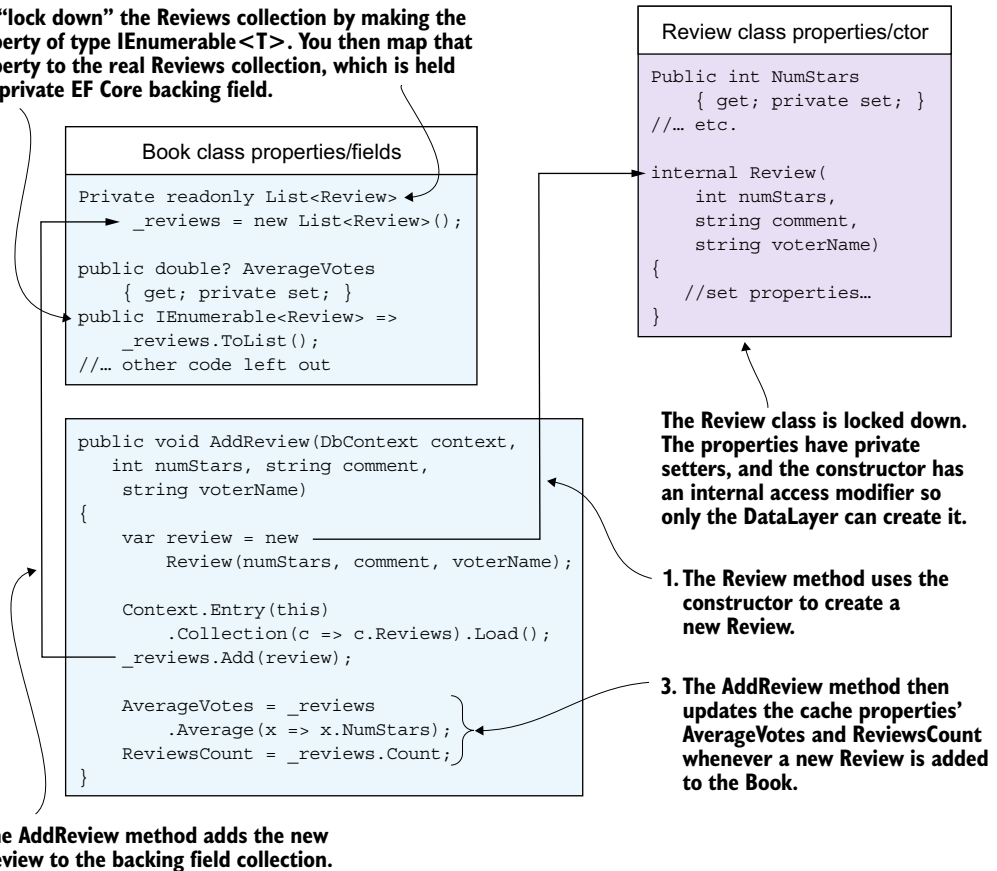 “lock down” the Reviews collection by making the
perty of type IEnumerable<T>. You then map that
perty to the real Reviews collection, which is held
private EF Core backing field.
Book class properties/fields
Private readonly List<Review>
_reviews = new List<Review>();
public double? AverageVotes
{ get; private set; }
public IEnumerable<Review> =>
_reviews.ToList();
//… other code left out
public void AddReview(DbContext context,
int numStars, string comment,
string voterName)
{
var review = new
Review(numStars, comment, voterName);
Context.Entry(this)
.Collection(c => c.Reviews).Load();
_reviews.Add(review);
AverageVotes = _reviews
.Average(x => x.NumStars);
ReviewsCount = _reviews.Count;
}
he AddReview method adds the new
eview to the backing field collection.
Review class properties/ctor
Public int NumStars
{ get; private set; }
//… etc.
internal Review(
int numStars,
string comment,
string voterName)
{
//set properties…
}
The Review class is locked down.
The properties have private
setters, and the constructor has
an internal access modifier so
only the DataLayer can create it.
1. The Review method uses the
constructor to create a
new Review.
3. The AddReview method then
updates the cache properties’
AverageVotes and ReviewsCount
whenever a new Review is added
to the Book.